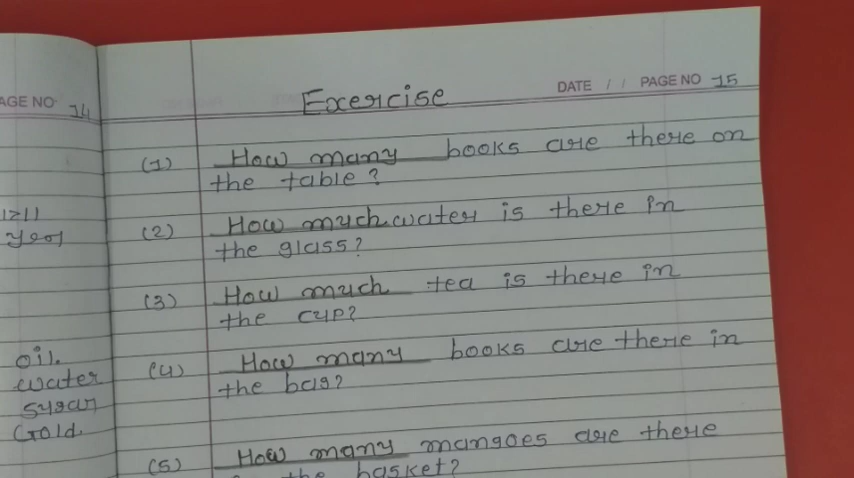 AGE NO 14
DATE / / PAGE NO 15
Exercise
(1) How many books are there on
the table?
(2) How much water is there in
the glass?
(3) How much tea is there in
the cup?
(4) How many books are there in
the bag?
(5) How many mangoes are there
the basket?
oil.
water
sugar
Gold.